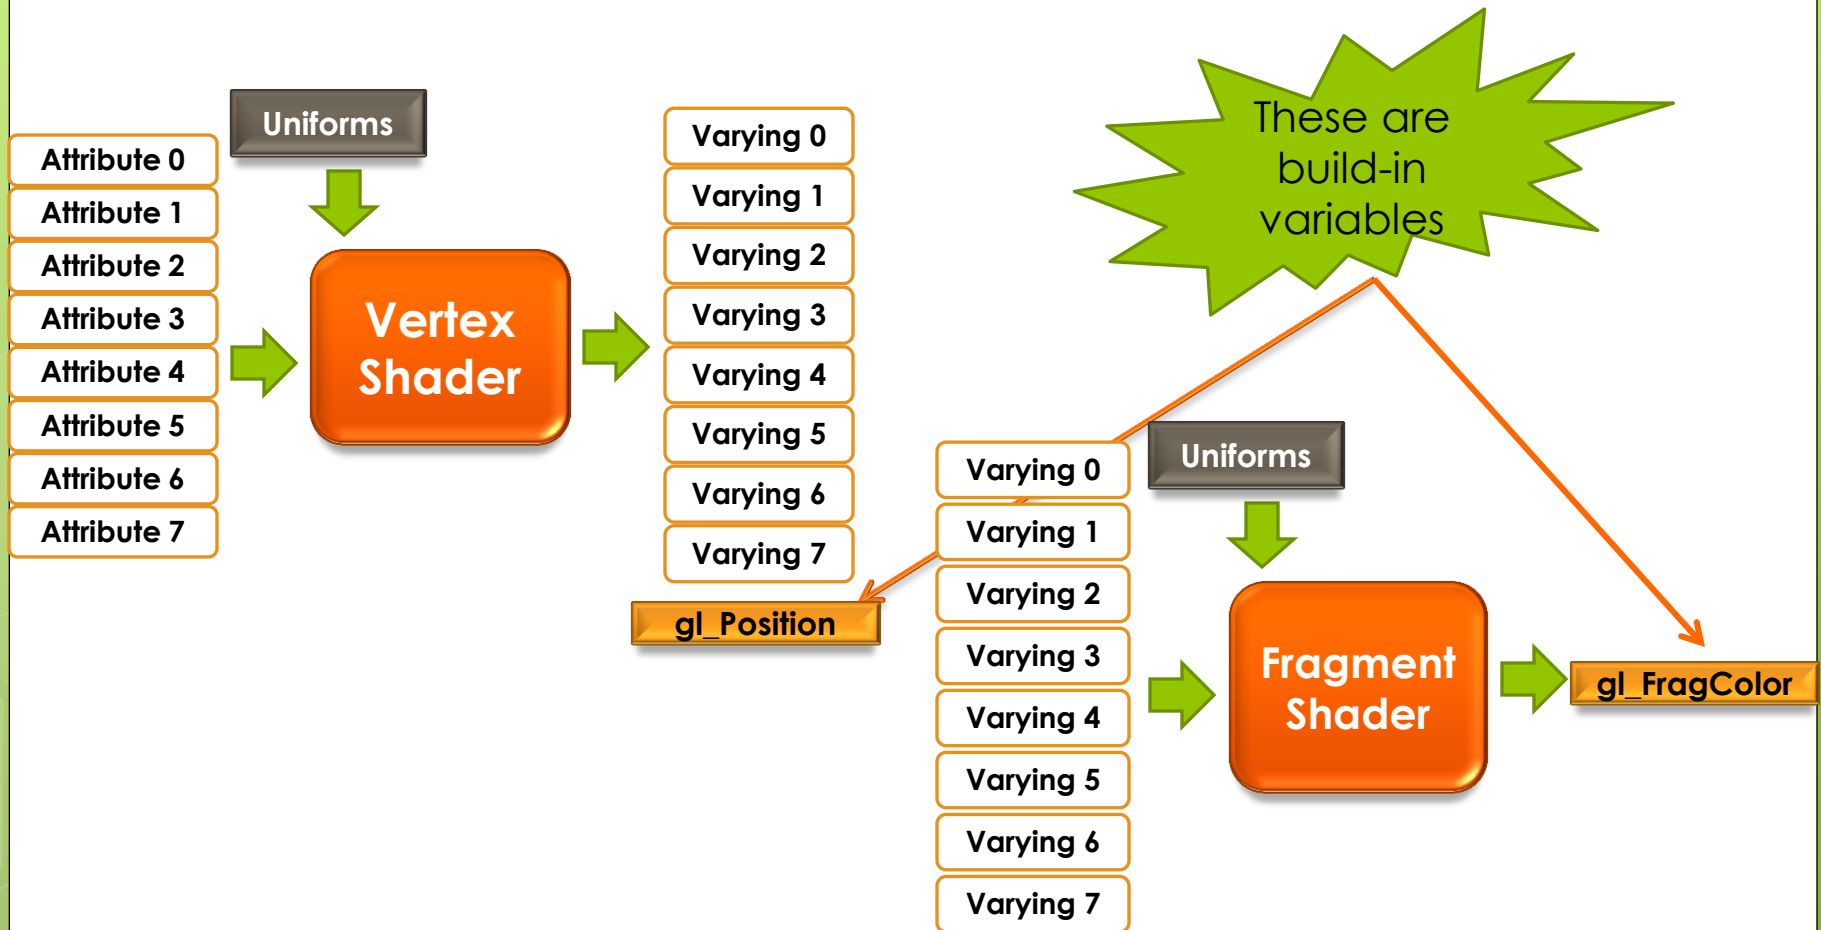 Uniforms
Attribute 0
Attribute 1
Attribute 2
Attribute 3
Attribute 4
Attribute 5
Attribute 6
Attribute 7
Vertex
Shader
Varying 0
Varying 1
Varying 2
Varying 3
Varying 4
Varying 5
Varying 6
Varying 7
gl_Position
These are
build-in
variables
Uniforms
Varying 0
Varying 1
Varying 2
Varying 3
Varying 4
Varying 5
Varying 6
Varying 7
Fragment
Shader
gl_FragColor